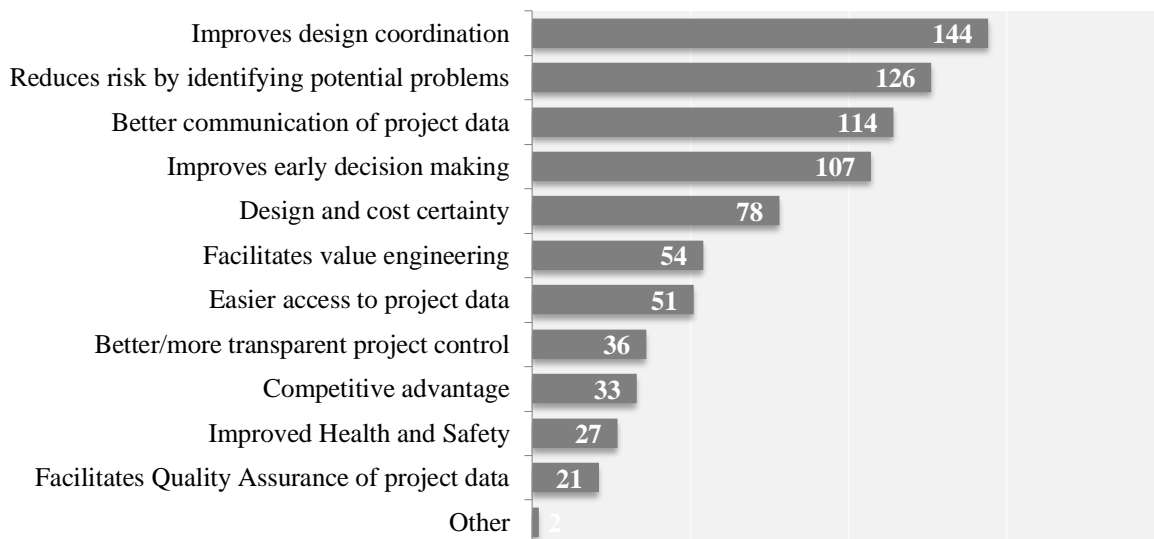 Improves design coordination 144
Reduces risk by identifying potential problems 126
Better communication of project data 114
Improves early decision making 107
Design and cost certainty 78
Facilitates value engineering 54
Easier access to project data 51
Better/more transparent project control 36
Competitive advantage 33
Improved Health and Safety 27
Facilitates Quality Assurance of project data 21
Other 2